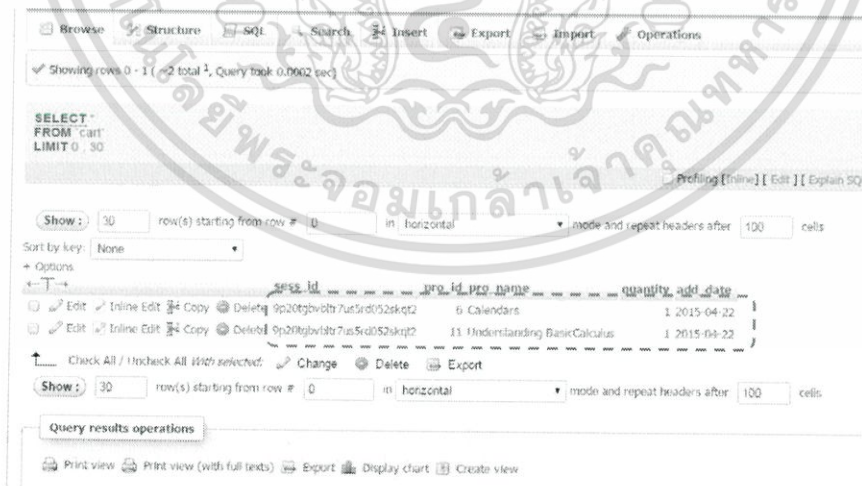 Browse Structure SQL Search Insert Export Import Operations
Showing rows 0 - 1 ( ~2 total 1, Query took 0.0002 sec)
SELECT *
FROM `cart`
LIMIT 0 , 30
Profiling [Inline] [ Edit ] [ Explain SQ
Show : 30 row(s) starting from row # 0 in horizontal mode and repeat headers after 100 cells
Sort by key: None
+ Options
←T→ sess_id pro_id pro_name quantity add_date
Edit Inline Edit Copy Delete 9p20tgbvbltr7us5rd052skqt2 6 Calendars 1 2015-04-22
Edit Inline Edit Copy Delete 9p20tgbvbltr7us5rd052skqt2 11 Understanding BasicCalculus 1 2015-04-22
Check All / Uncheck All With selected: Change Delete Export
Show : 30 row(s) starting from row # 0 in horizontal mode and repeat headers after 100 cells
Query results operations
Print view Print view (with full texts) Export Display chart Create view